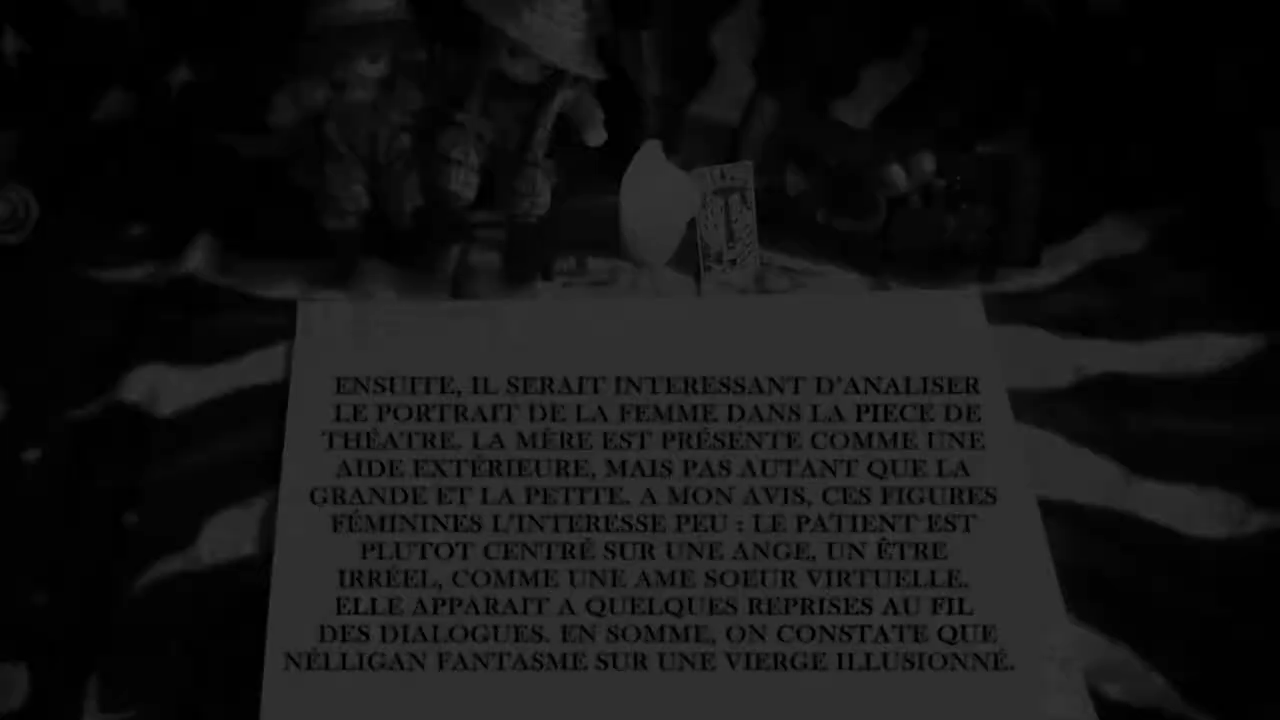 ENSUITE, IL SERAIT INTERESSANT D'ANALISER
LE PORTRAIT DE LA FEMME DANS LA PIECE DE
THÉATRE. LA MÈRE EST PRÉSENTE COMME UNE
AIDE EXTÉRIEURE, MAIS PAS AUTANT QUE LA
GRANDE ET LA PETITE. A MON AVIS, CES FIGURES
FÉMININES L'INTERESSE PEU : LE PATIENT EST
PLUTOT CENTRÉ SUR UNE ANGE, UN ÊTRE
IRRÉEL, COMME UNE AME SOEUR VIRTUELLE.
ELLE APPARAIT A QUELQUES REPRISES AU FIL
DES DIALOGUES. EN SOMME, ON CONSTATE QUE
NÉLLIGAN FANTASME SUR UNE VIERGE ILLUSIONNÉ.